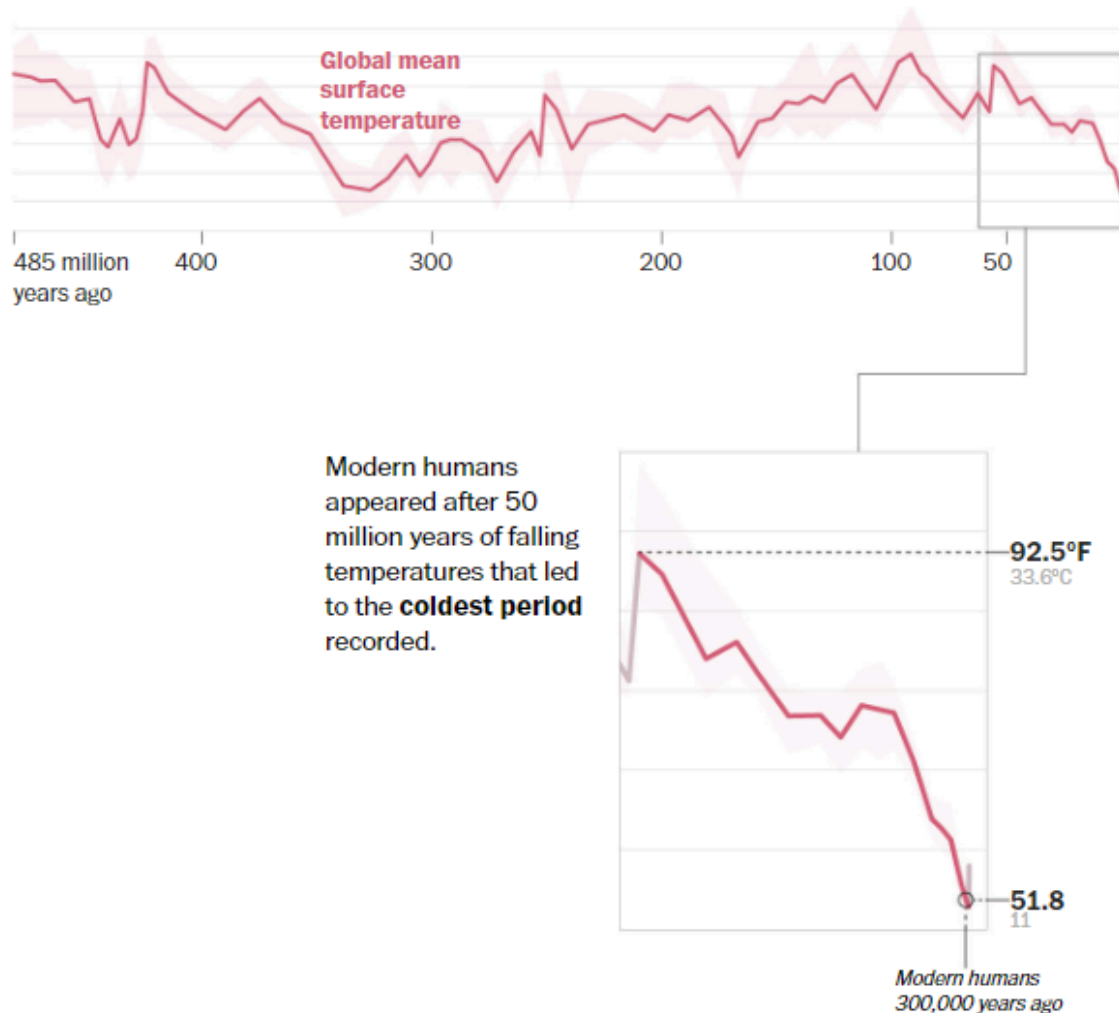 Global mean
surface
temperature
485 million
years ago
400
300
200
100
50
Modern humans
appeared after 50
million years of falling
temperatures that led
to the coldest period
recorded.
92.5°F
33.6°C
51.8
11
Modern humans
300,000 years ago